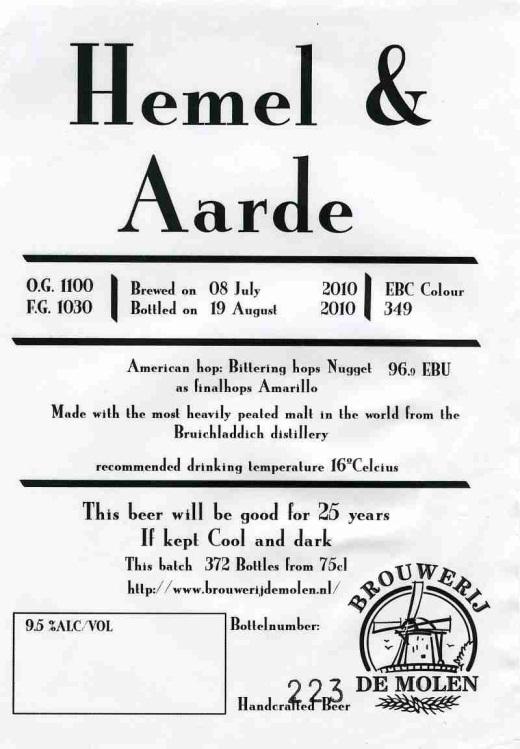 Hemel &
Aarde
O.G. 1100
F.G. 1030
Brewed on 08 July 2010
Bottled on 19 August 2010
EBC Colour
349
American hop: Bittering hops Nugget 96.9 EBU
as finalhops Amarillo
Made with the most heavily peated malt in the world from the
Bruichladdich distillery
recommended drinking temperature 16°Celcius
This beer will be good for 25 years
If kept Cool and dark
This batch 372 Bottles from 75cl
http://www.brouwerijdemolen.nl/
9.5 %ALC/VOL
Bottelnumber:
223
Handcrafted Beer
BROUWERIJ
DE MOLEN